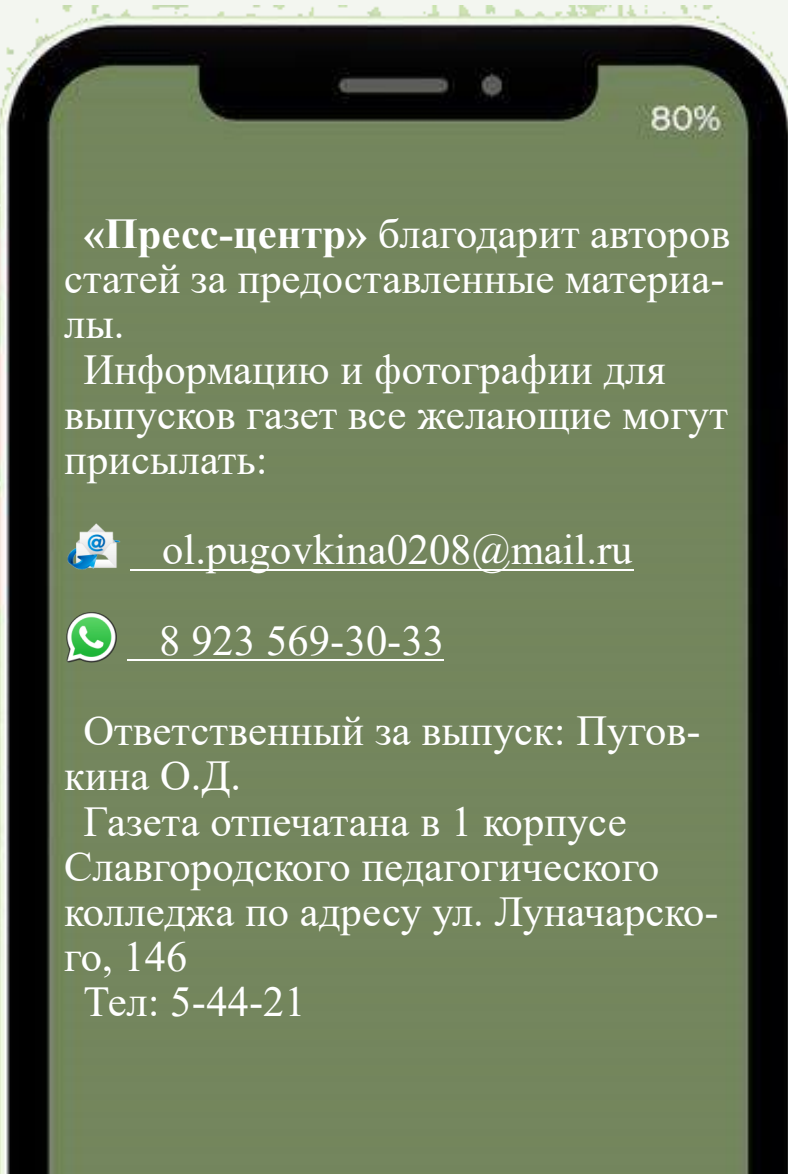 80%
«Пресс-центр» благодарит авторов
статей за предоставленные материа-
лы.
Информацию и фотографии для
выпусков газет все желающие могут
присылать:
@ ol.pugovkina0208@mail.ru
8 923 569-30-33
Ответственный за выпуск: Пугов-
кина О.Д.
Газета отпечатана в 1 корпусе
Славгородского педагогического
колледжа по адресу ул. Луначарско-
го, 146
Тел: 5-44-21